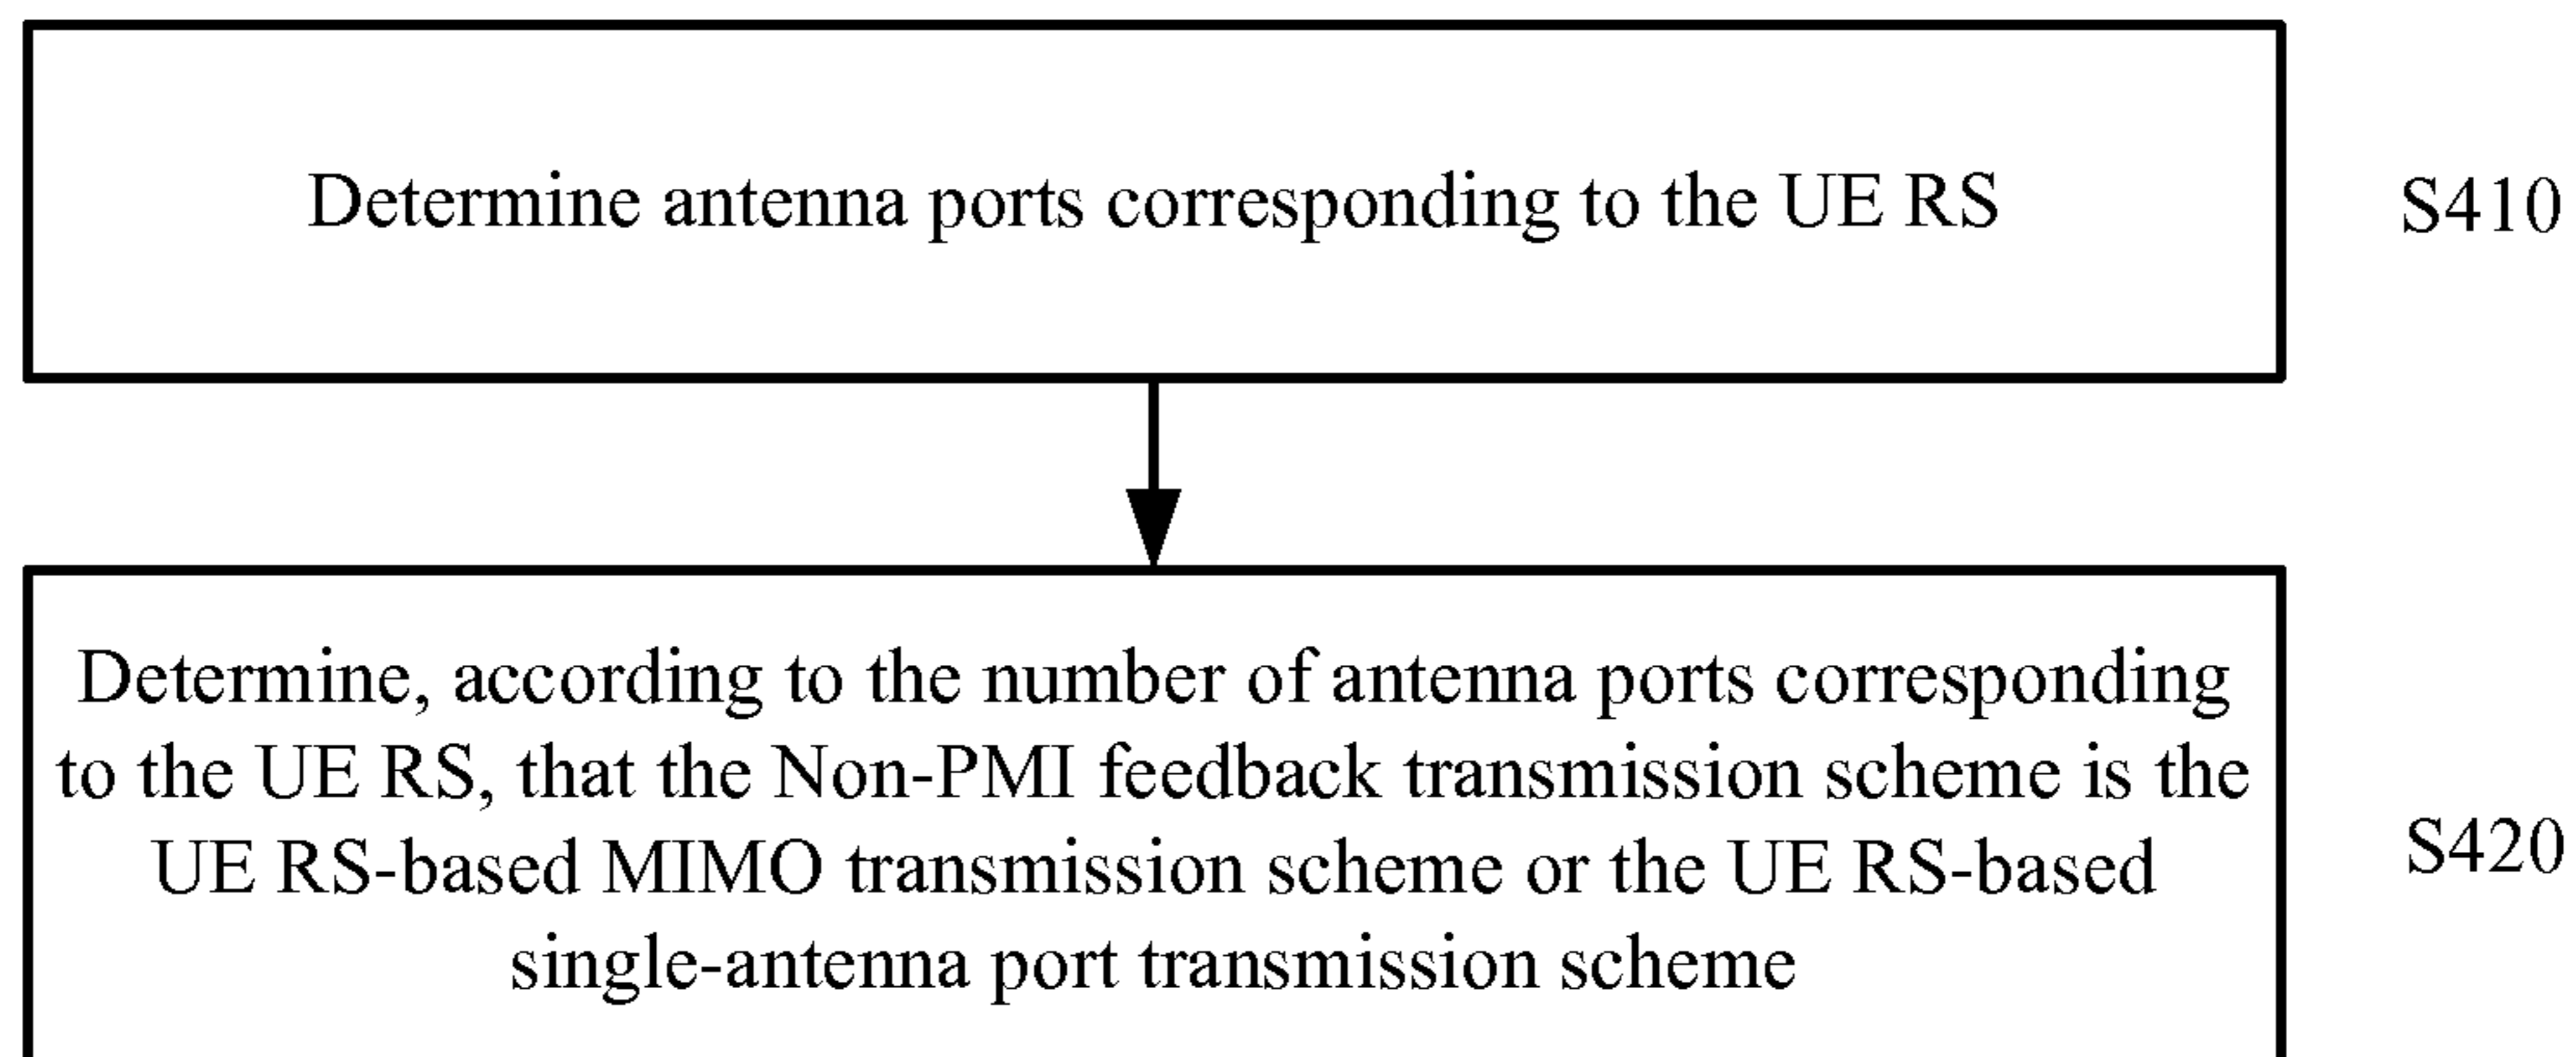 Determine antenna ports corresponding to the UE RS
S410
Determine, according to the number of antenna ports corresponding
to the UE RS, that the Non-PMI feedback transmission scheme is the
UE RS-based MIMO transmission scheme or the UE RS-based
single-antenna port transmission scheme
S420